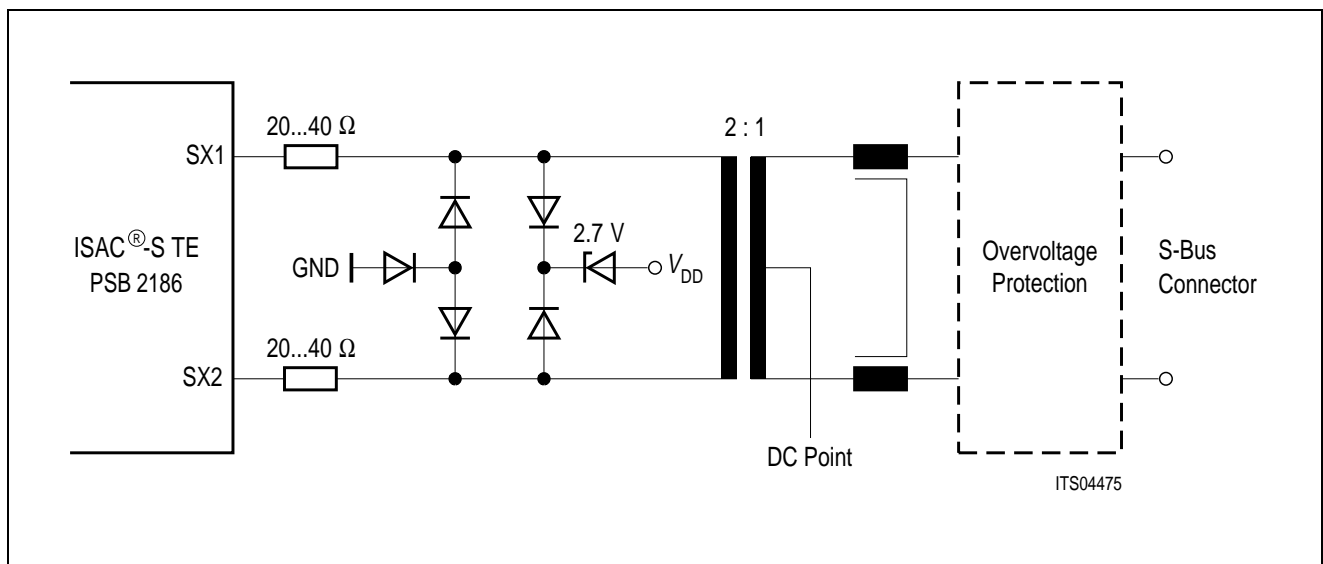 20...40 Ω
2 : 1
SX1
ISAC®-S TE
PSB 2186
GND
2.7 V
VDD
Overvoltage
Protection
S-Bus
Connector
20...40 Ω
SX2
DC Point
ITS04475